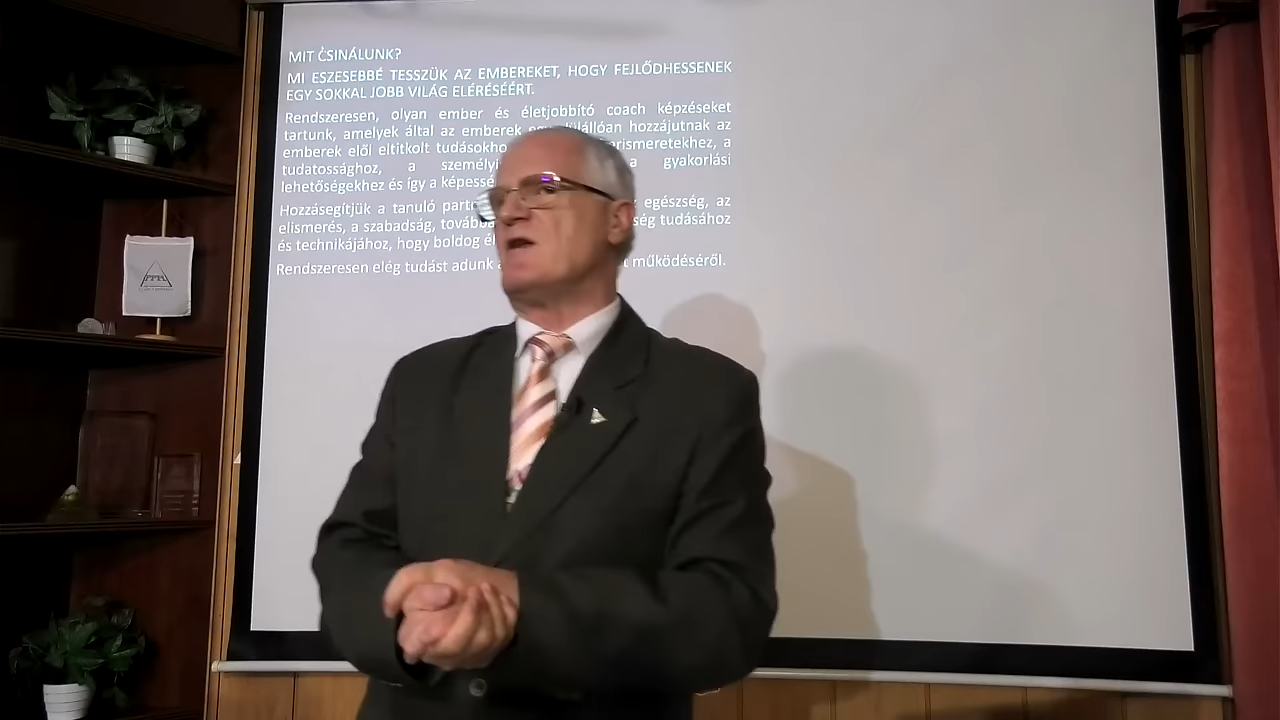 MIT CSINÁLUNK?
MI ESZESEBBÉ TESSZÜK AZ EMBEREKET, HOGY FEJLŐDHESSENEK
EGY SOKKAL JOBB VILÁG ELÉRÉSÉÉRT.
Rendszeresen, olyan ember és életjobbító coach képzéseket
tartunk, amelyek által az emberek az
emberek elől eltitkolt a
tudatossághoz, a a gyakorlási
lehetőségekhez és így a
Hozzásegítjük a tanuló egészség, az
elismerés, a szabadság, tudásához
és technikájához, hogy boldog
Rendszeresen elég tudást adunk működéséről.